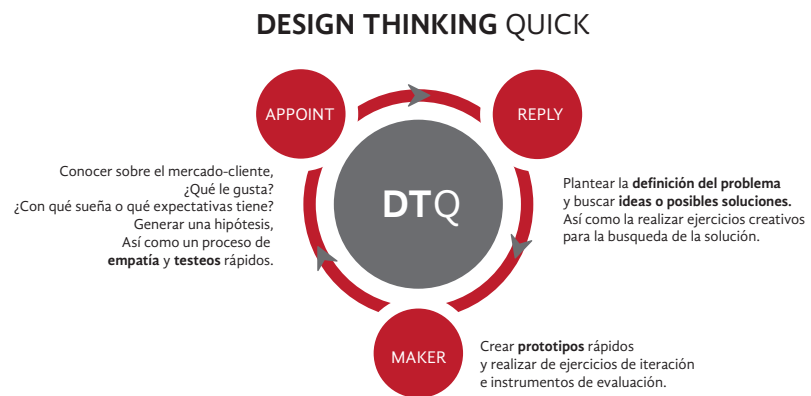 DESIGN THINKING QUICK
APPOINT
REPLY
DTQ
Conocer sobre el mercado-cliente,
¿Qué le gusta?
¿Con qué sueña o qué expectativas tiene?
Generar una hipótesis,
Así como un proceso de
empatía y testeos rápidos.
Plantear la definición del problema
y buscar ideas o posibles soluciones.
Así como la realizar ejercicios creativos
para la busqueda de la solución.
MAKER
Crear prototipos rápidos
y realizar de ejercicios de iteración
e instrumentos de evaluación.